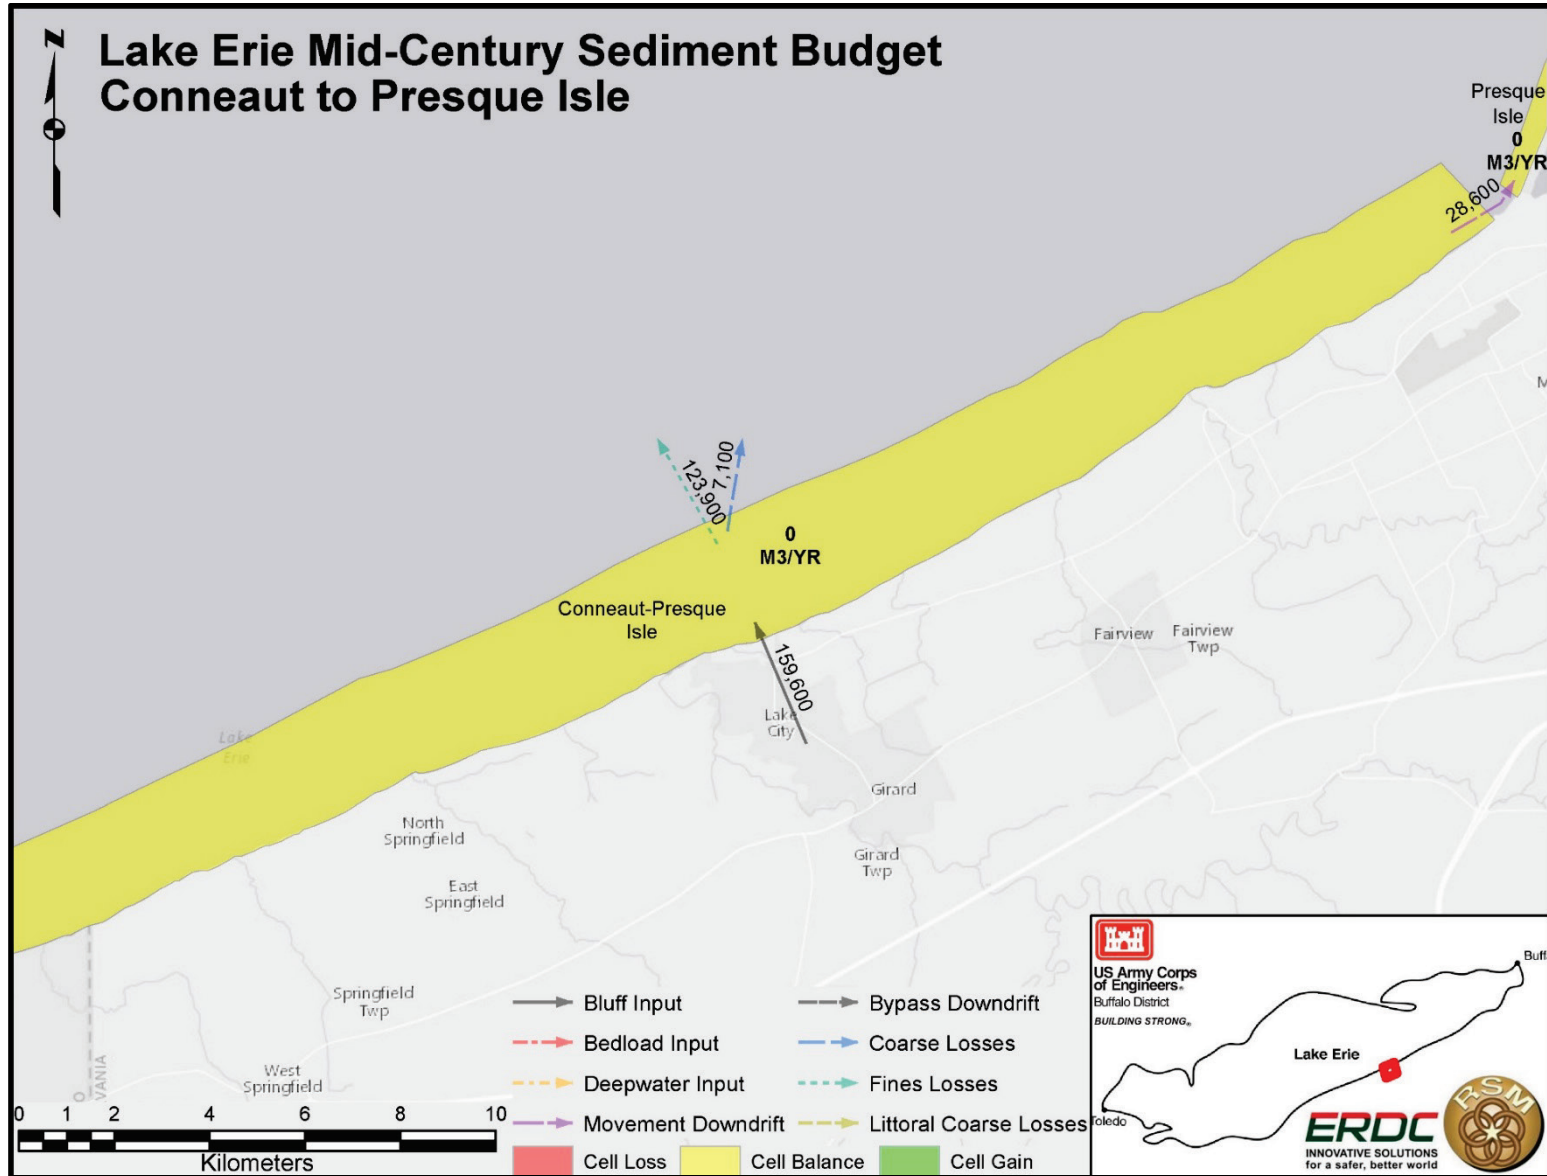 Lake Erie Mid-Century Sediment Budget
Conneaut to Presque Isle
N
Presque
Isle
0
M3/YR
28,600
123,900
7,100
0
M3/YR
Conneaut-Presque
Isle
159,600
Fairview
Fairview
Twp
Lake
City
Lake
Erie
Girard
North
Springfield
Girard
Twp
East
Springfield
Springfield
Twp
West
Springfield
O
VANIA
M
Bluff Input
Bypass Downdrift
Bedload Input
Coarse Losses
Deepwater Input
Fines Losses
Movement Downdrift
Littoral Coarse Losses
Cell Loss
Cell Balance
Cell Gain
0 1 2 4 6 8 10
Kilometers
US Army Corps
of Engineers®
Buffalo District
BUILDING STRONG®
Buff
Lake Erie
Toledo
ERDC
INNOVATIVE SOLUTIONS
for a safer, better world
RSM